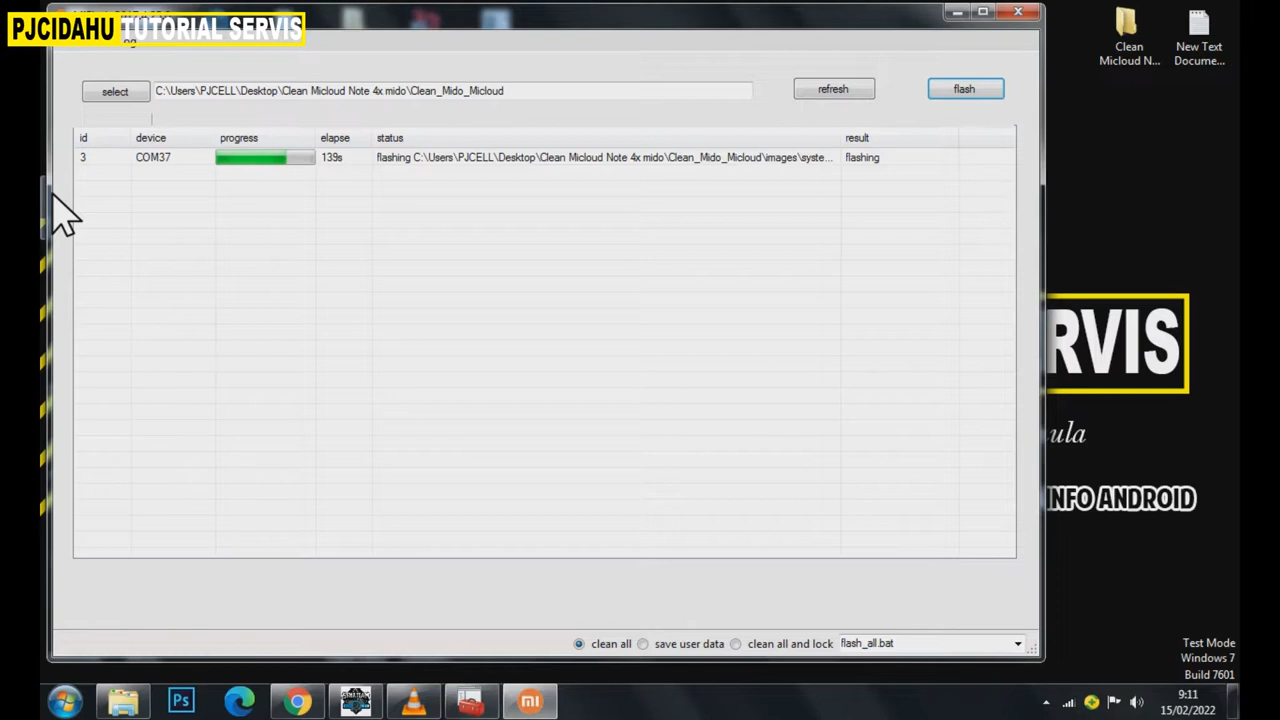 PJCIDAHU TUTORIAL SERVIS
select
C:\Users\PJCELL\Desktop\Clean Micloud Note 4x mido\Clean_Mido_Micloud
refresh
flash
id device progress elapse status result
3 COM37 139s flashing C:\Users\PJCELL\Desktop\Clean Micloud Note 4x mido\Clean_Mido_Micloud\images\syste... flashing
clean all save user data clean all and lock flash_all.bat
Clean
Micloud N...
New Text
Docume...
RVIS
ula
INFO ANDROID
Test Mode
Windows 7
Build 7601
Ps
9:11
15/02/2022